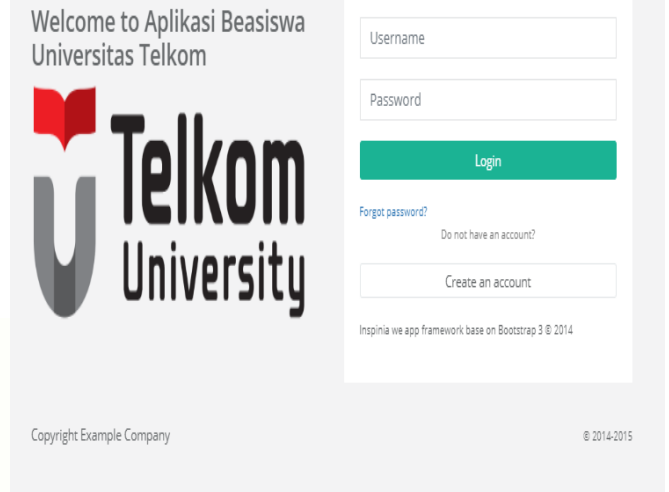 Welcome to Aplikasi Beasiswa
Universitas Telkom
Telkom
University
Username
Password
Login
Forgot password?
Do not have an account?
Create an account
Inspinia we app framework base on Bootstrap 3 © 2014
Copyright Example Company
© 2014-2015